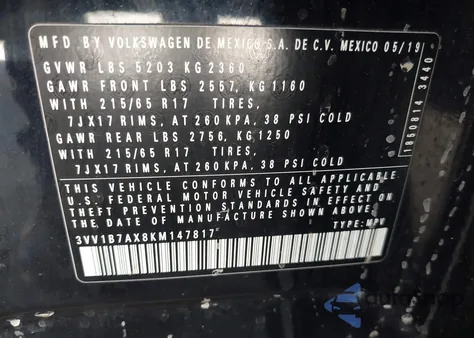 MFD BY VOLKSWAGEN DE MEXICO S.A. DE C.V. MEXICO 05/19
GVWR LBS 5203 KG 2360
GAWR FRONT LBS 2557, KG 1160
WITH 215/65 R17 TIRES,
7JX17 RIMS, AT 260 KPA, 38 PSI COLD
GAWR REAR LBS 2756, KG 1250
WITH 215/65 R17 TIRES,
7JX17 RIMS, AT 260 KPA, 38 PSI COLD
THIS VEHICLE CONFORMS TO ALL APPLICABLE
U.S. FEDERAL MOTOR VEHICLE SAFETY AND
THEFT PREVENTION STANDARDS IN EFFECT ON
THE DATE OF MANUFACTURE SHOWN ABOVE.
3VV1B7AX8KM147817
TYPE: MPV
1850814 3440